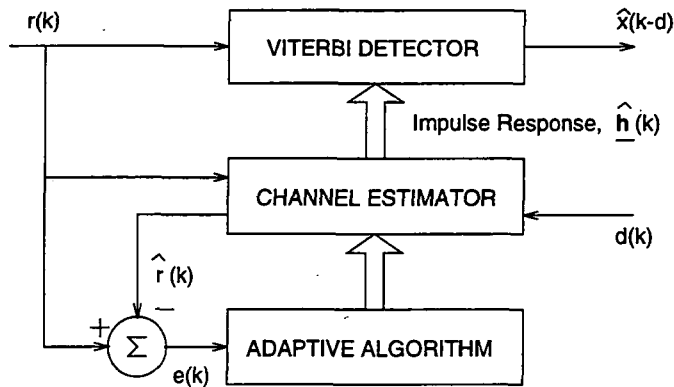 r(k)
VITERBI DETECTOR
x̂(k-d)
Impulse Response, ĥ(k)
CHANNEL ESTIMATOR
d(k)
r̂(k)
−
+
Σ
e(k)
ADAPTIVE ALGORITHM